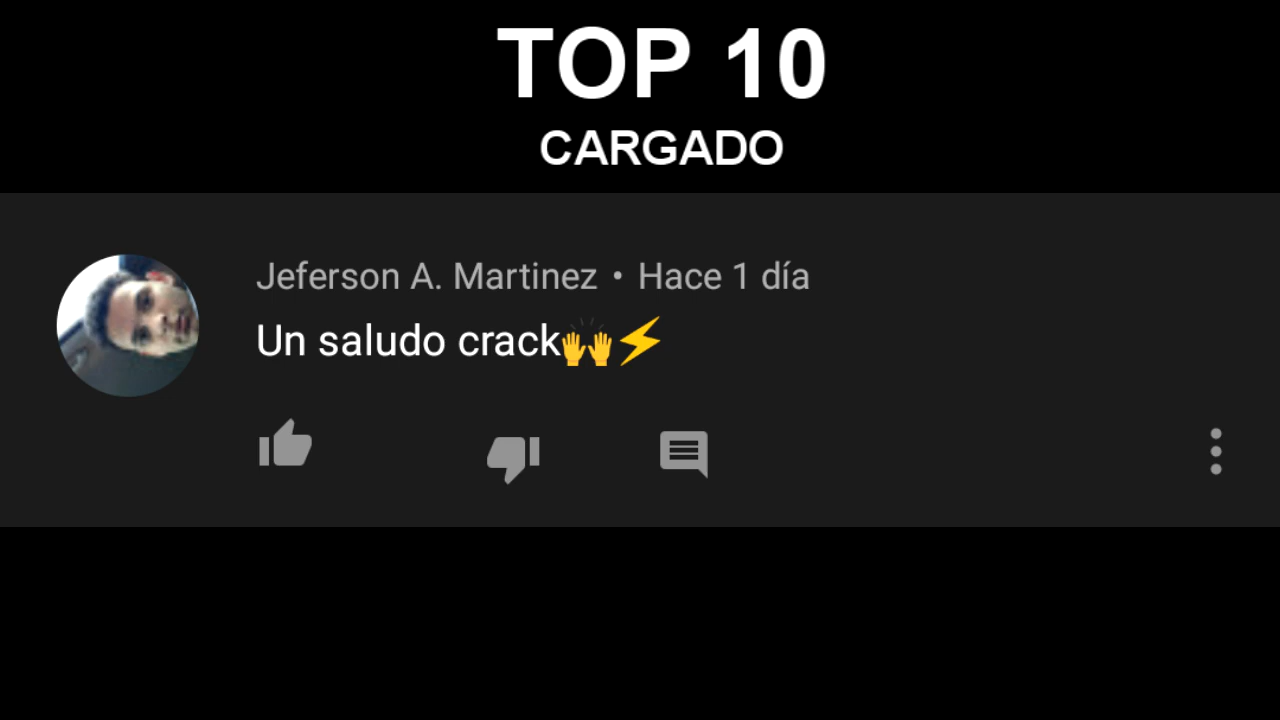 TOP 10
CARGADO
Jeferson A. Martinez • Hace 1 día
Un saludo crack🙌⚡